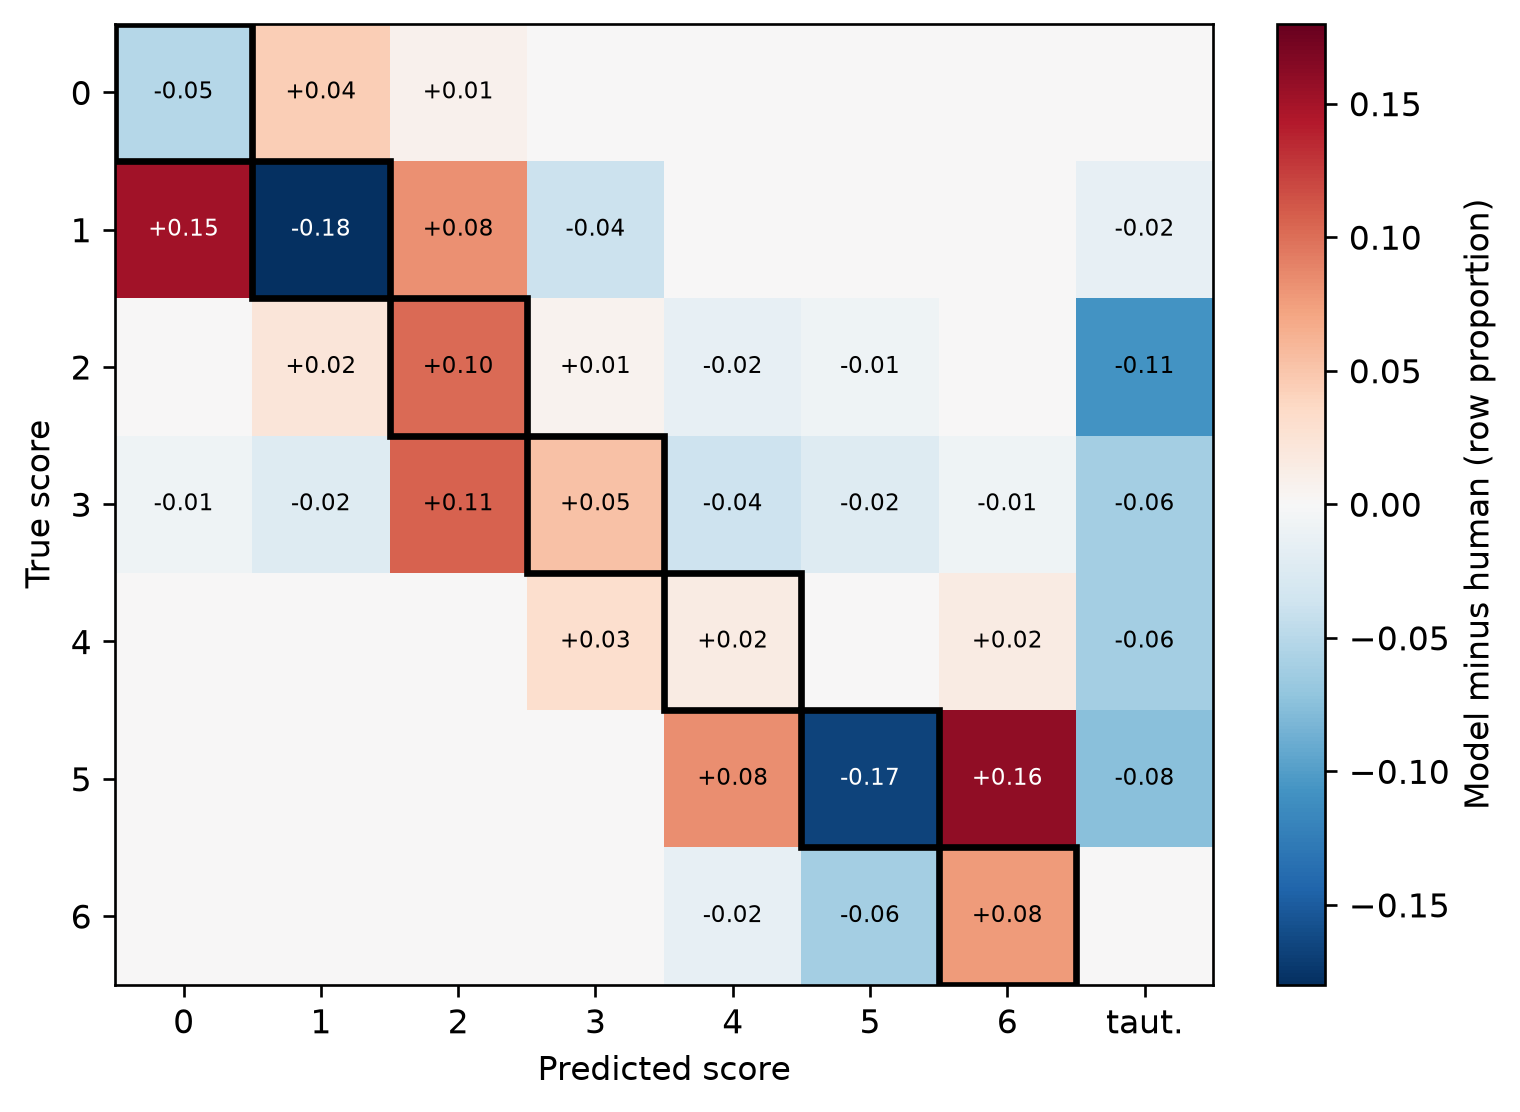 0 -0.05 +0.04 +0.01
1 +0.15 -0.18 +0.08 -0.04 -0.02
2 +0.02 +0.10 +0.01 -0.02 -0.01 -0.11
3 -0.01 -0.02 +0.11 +0.05 -0.04 -0.02 -0.01 -0.06
4 +0.03 +0.02 +0.02 -0.06
5 +0.08 -0.17 +0.16 -0.08
6 -0.02 -0.06 +0.08
0 1 2 3 4 5 6 taut.
Predicted score
True score
0.15
0.10
0.05
0.00
−0.05
−0.10
−0.15
Model minus human (row proportion)